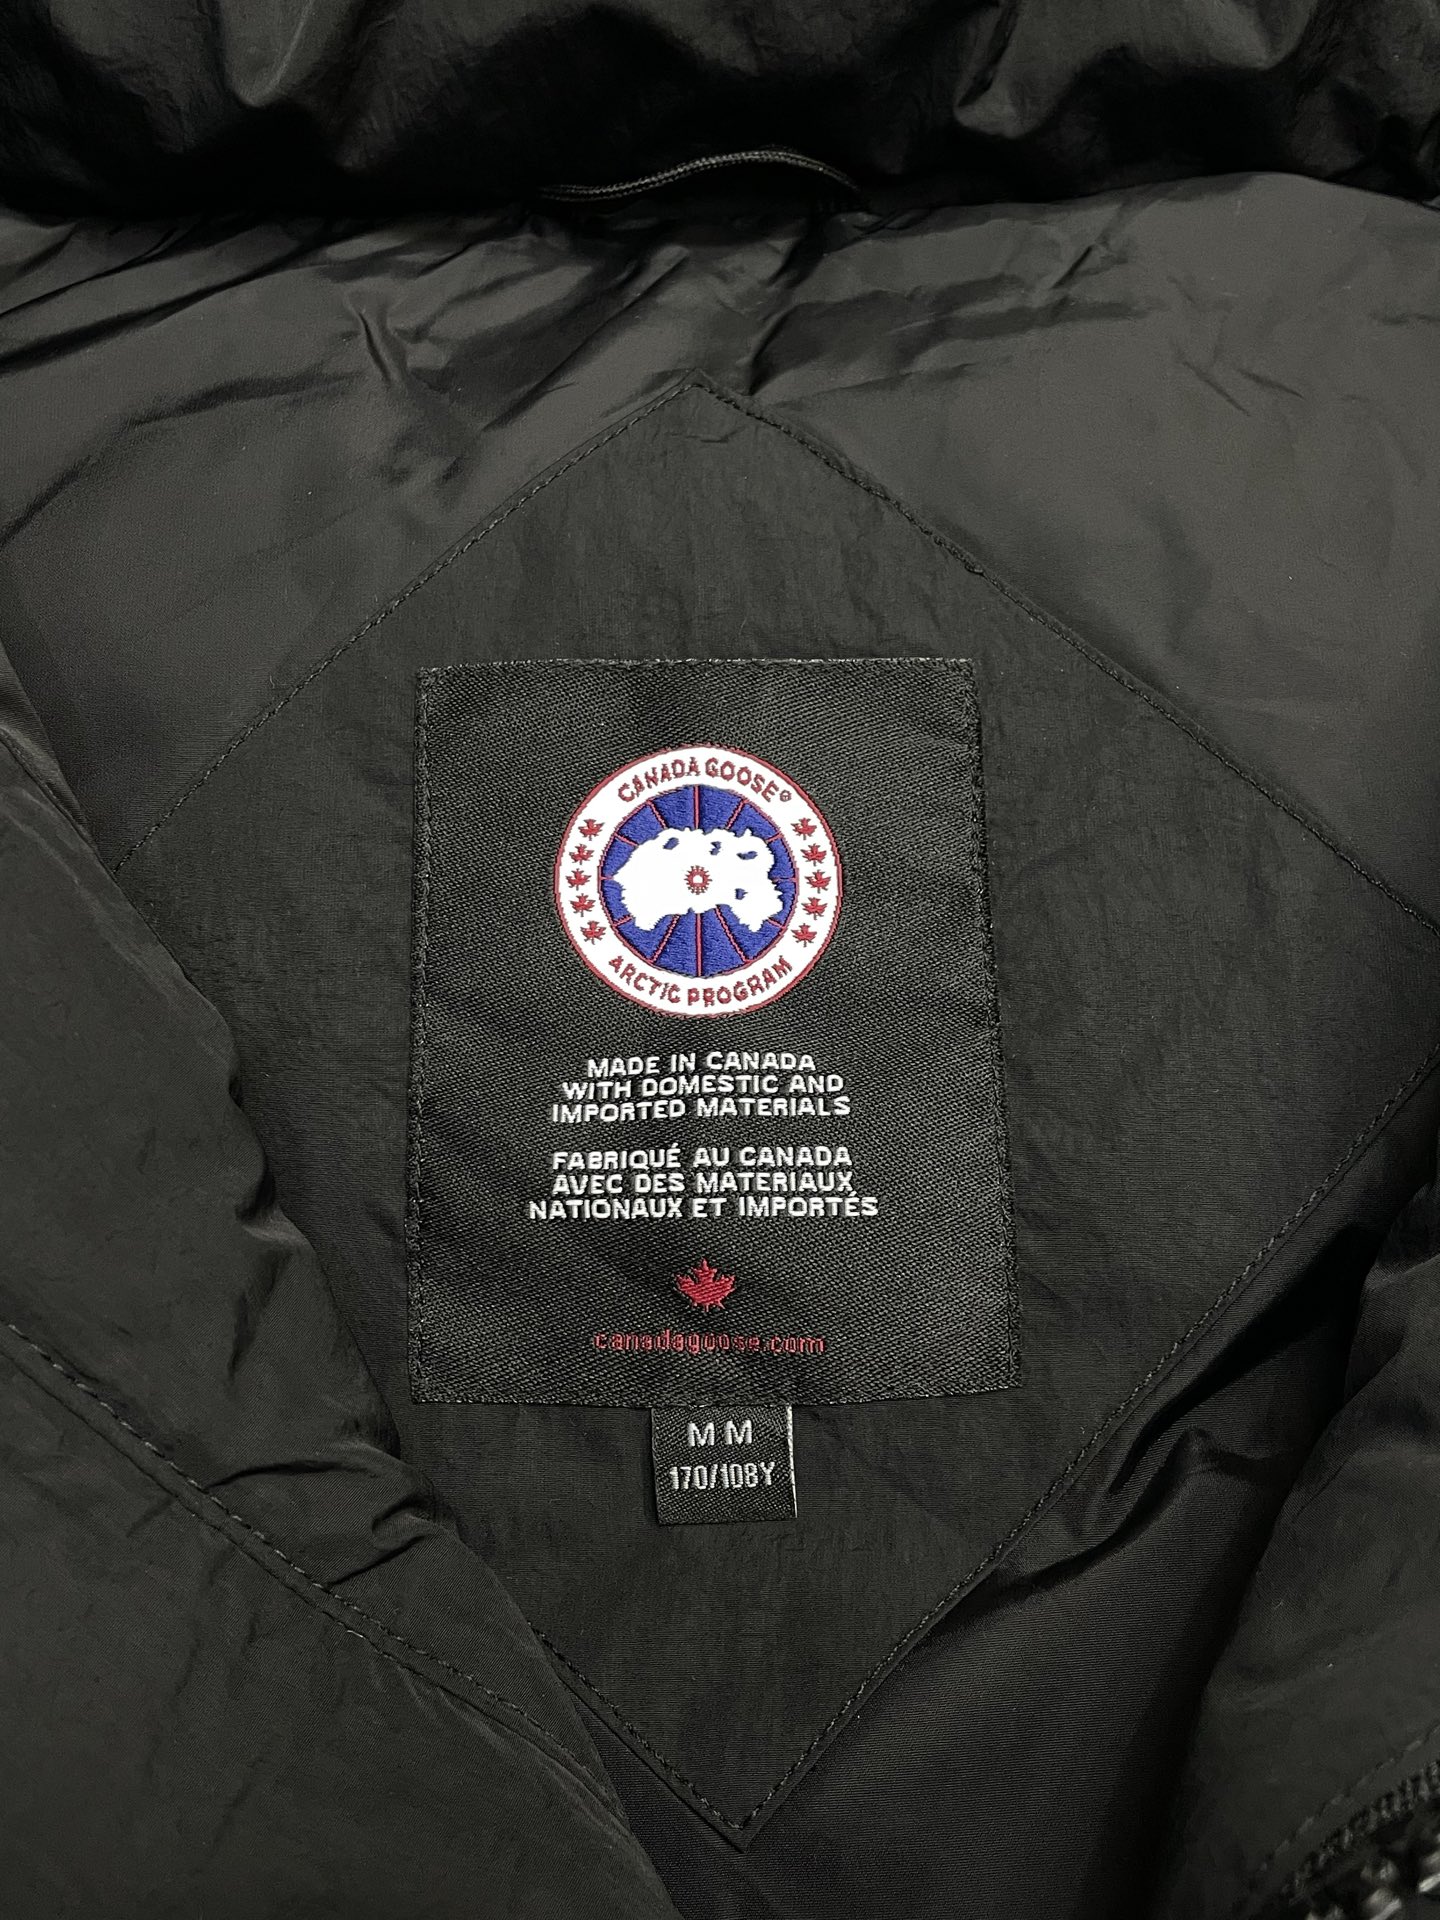 CANADA GOOSE®
ARCTIC PROGRAM
MADE IN CANADA
WITH DOMESTIC AND
IMPORTED MATERIALS
FABRIQUÉ AU CANADA
AVEC DES MATERIAUX
NATIONAUX ET IMPORTÉS
canadagoose.com
M M
170/108Y